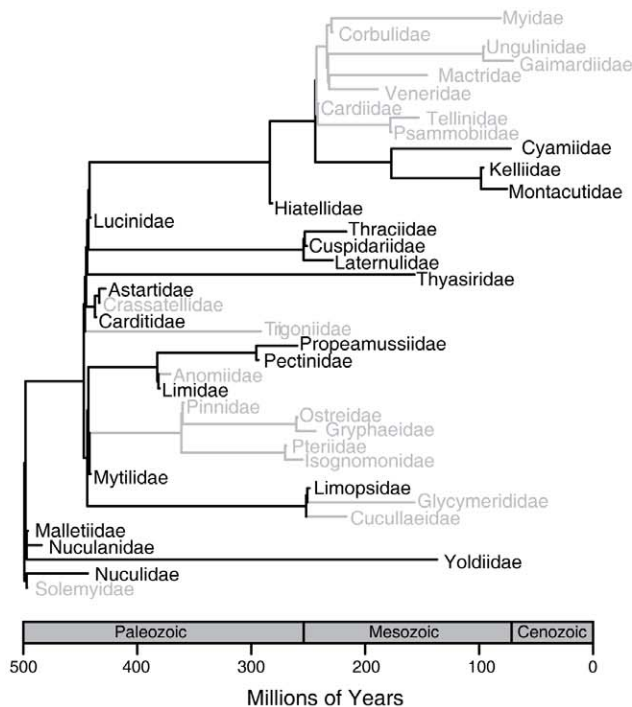 Myidae
Corbulidae
Ungulinidae
Gaimardiidae
Mactridae
Veneridae
Cardiidae
Tellinidae
Psammobiidae
Cyamiidae
Kelliidae
Montacutidae
Hiatellidae
Lucinidae
Thraciidae
Cuspidariidae
Laternulidae
Thyasiridae
Astartidae
Crassatellidae
Carditidae
Trigoniidae
Propeamussiidae
Pectinidae
Anomiidae
Limidae
Pinnidae
Ostreidae
Gryphaeidae
Pteriidae
Isognomonidae
Mytilidae
Limopsidae
Glycymerididae
Cucullaeidae
Malletiidae
Nuculanidae
Yoldiidae
Nuculidae
Solemyidae
Paleozoic Mesozoic Cenozoic
500 400 300 200 100 0
Millions of Years